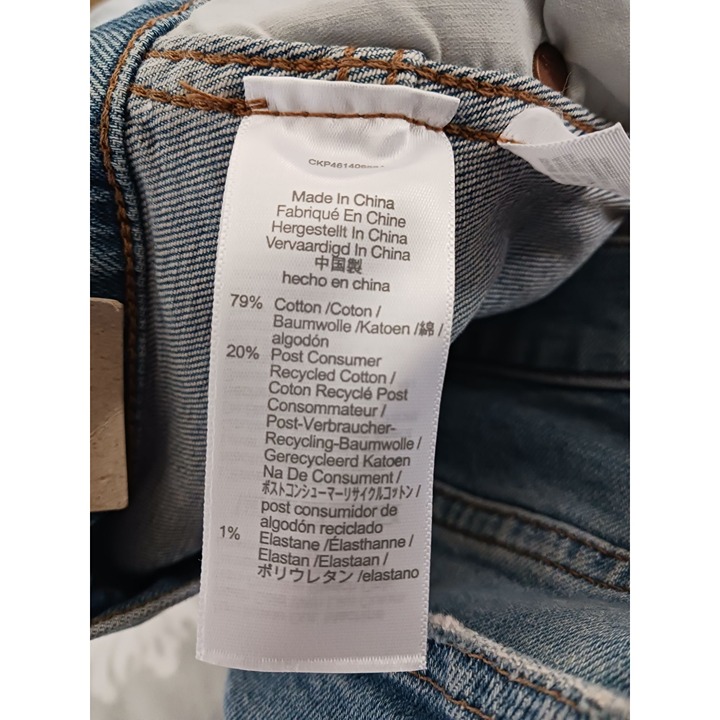 Made In China
Fabriqué En Chine
Hergestellt In China
Vervaardigd In China
中国製
hecho en china
79% Cotton /Coton /
Baumwolle /Katoen /綿 /
algodón
20% Post Consumer
Recycled Cotton /
Coton Recyclé Post
Consommateur /
Post-Verbraucher-
Recycling-Baumwolle /
Gerecycleerd Katoen
Na De Consument /
ポストコンシューマーリサイクルコットン /
post consumidor de
algodón reciclado
1% Elastane /Élasthanne /
Elastan /Elastaan /
ポリウレタン /elastano